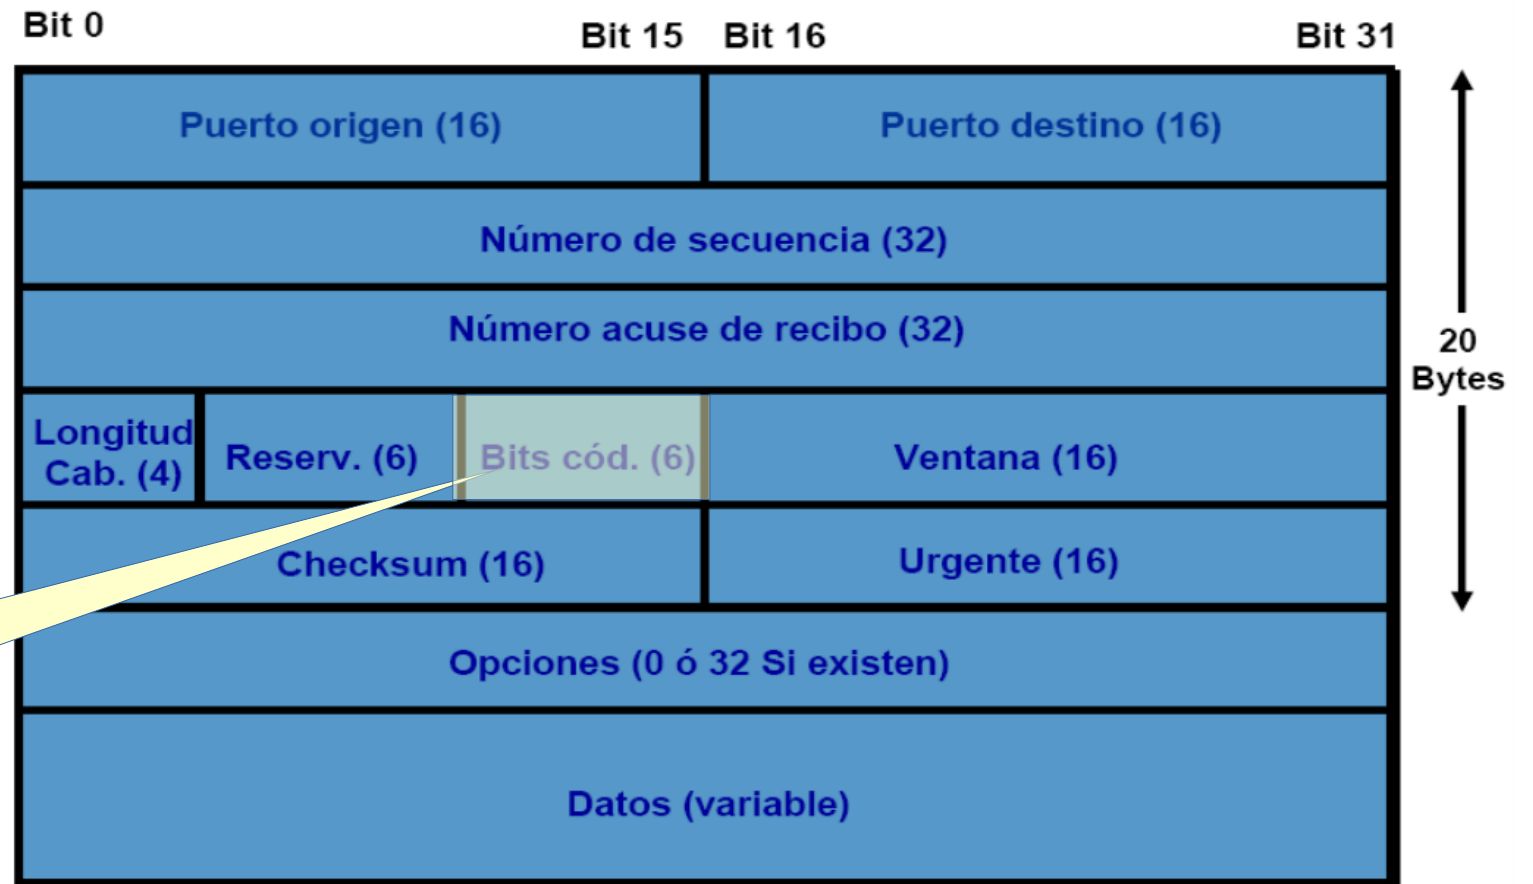 Bit 0
Bit 15
Bit 16
Bit 31
Puerto origen (16)
Puerto destino (16)
Número de secuencia (32)
Número acuse de recibo (32)
20
Bytes
Longitud
Cab. (4)
Reserv. (6)
Bits cód. (6)
Ventana (16)
Checksum (16)
Urgente (16)
Opciones (0 ó 32 Si existen)
Datos (variable)